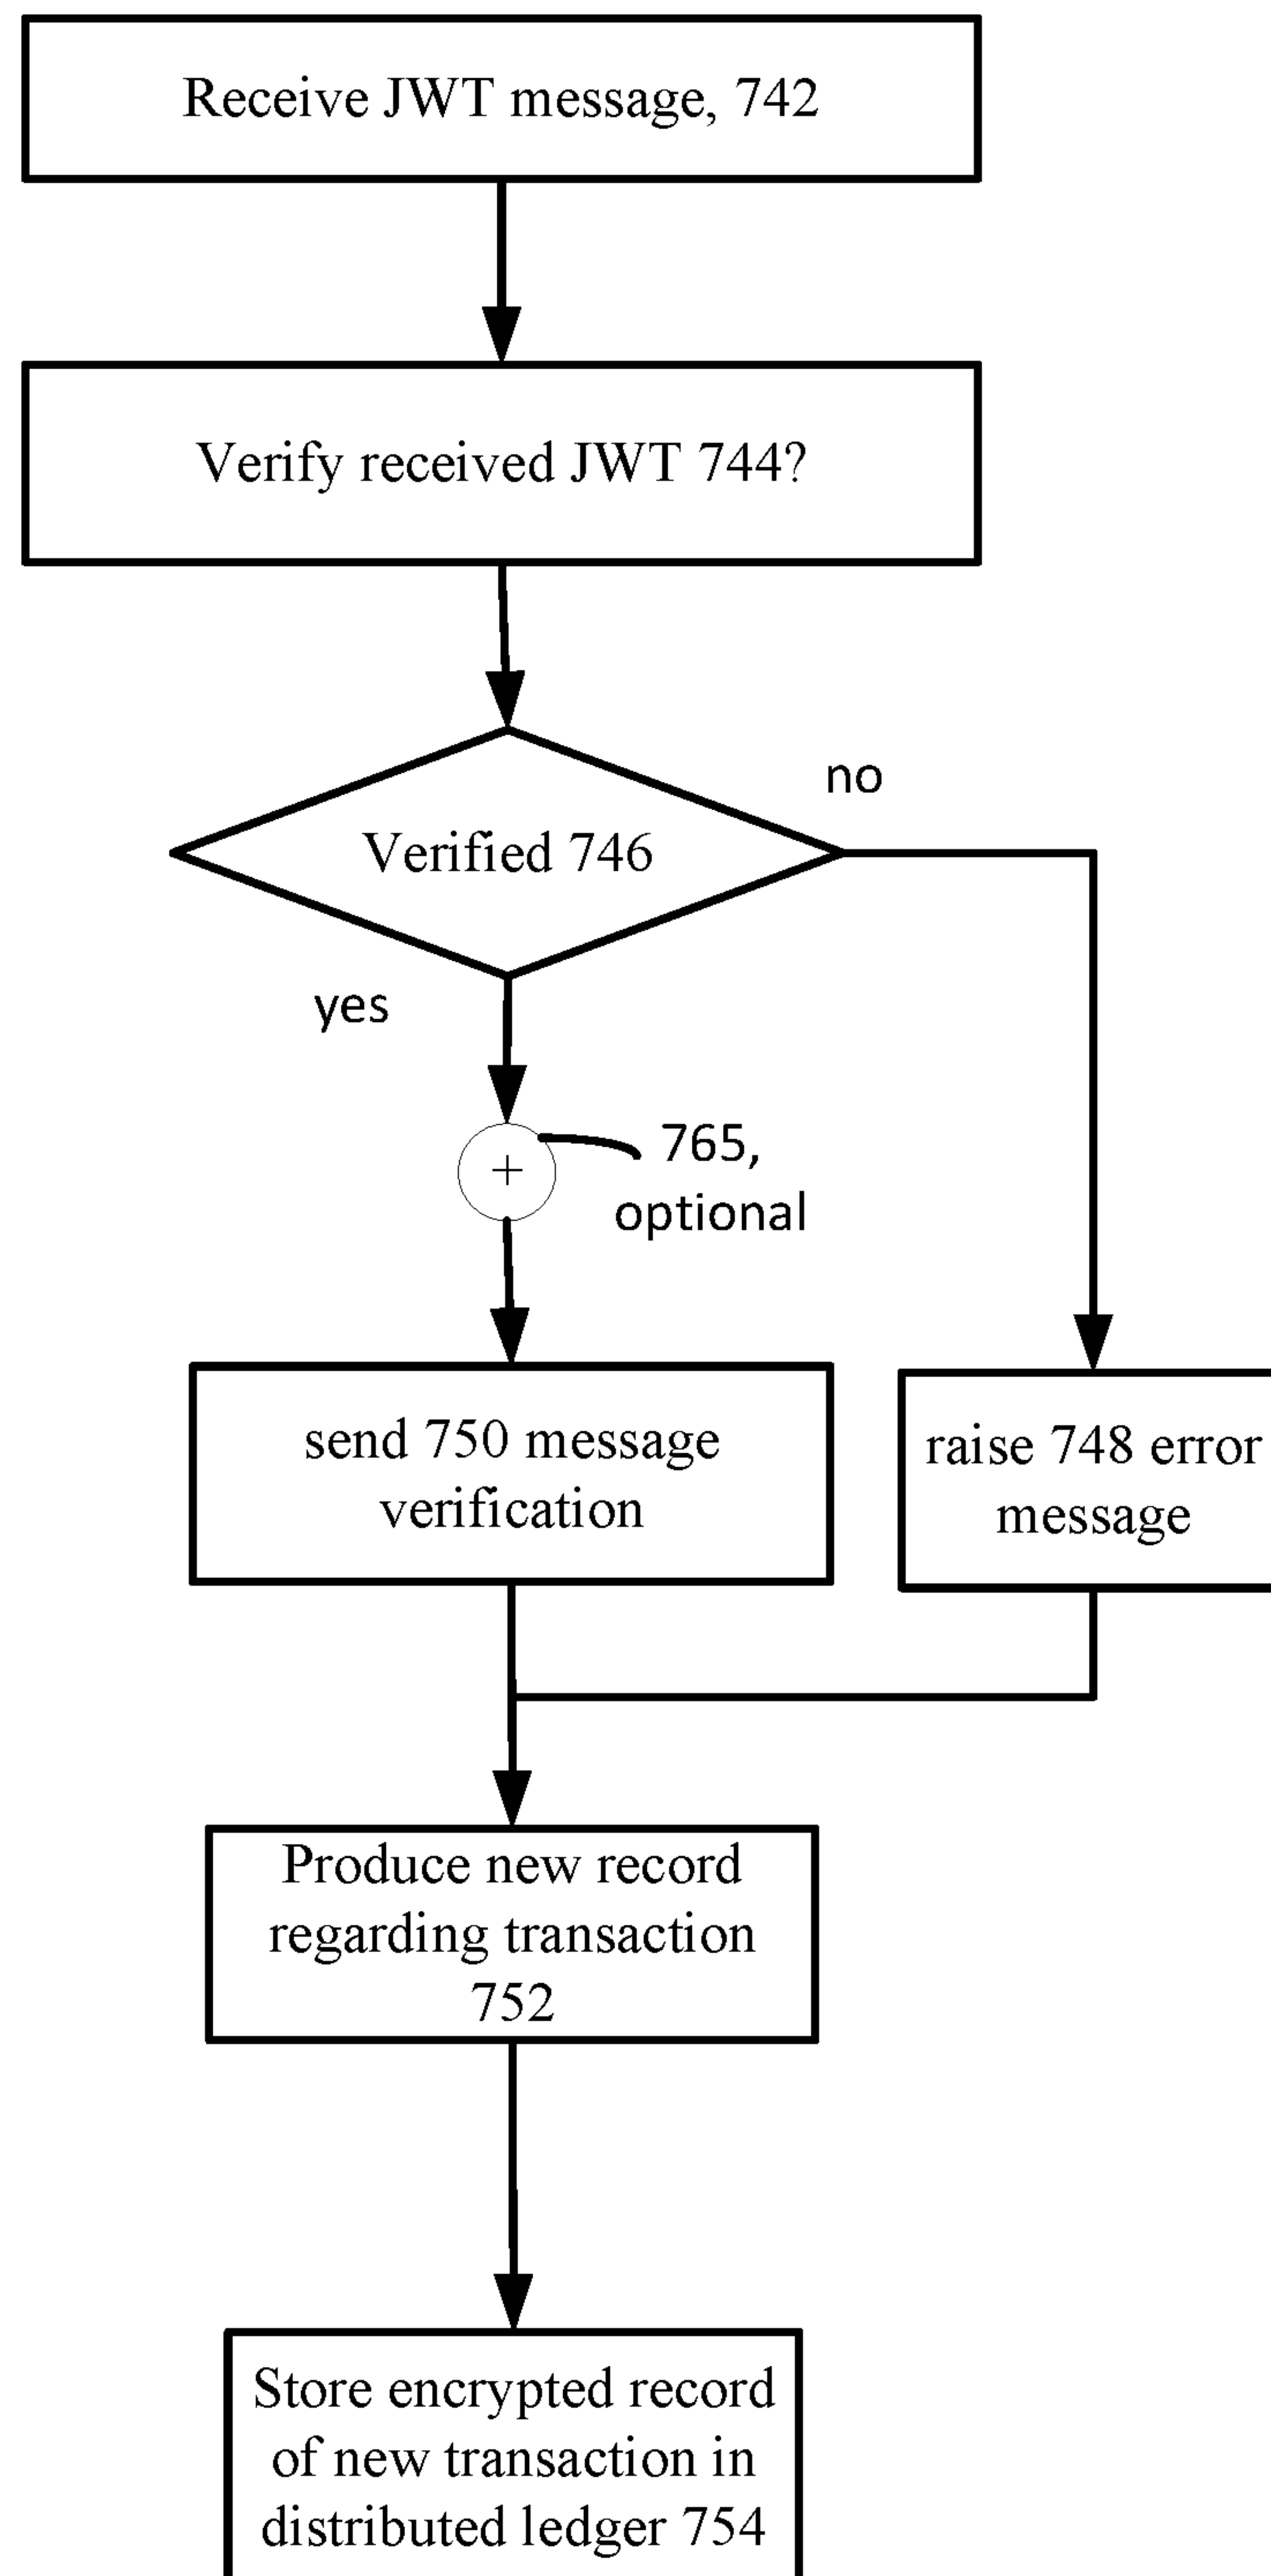 Receive JWT message, 742
Verify received JWT 744?
no
Verified 746
yes
+
765,
optional
send 750 message
verification
raise 748 error
message
Produce new record
regarding transaction
752
Store encrypted record
of new transaction in
distributed ledger 754